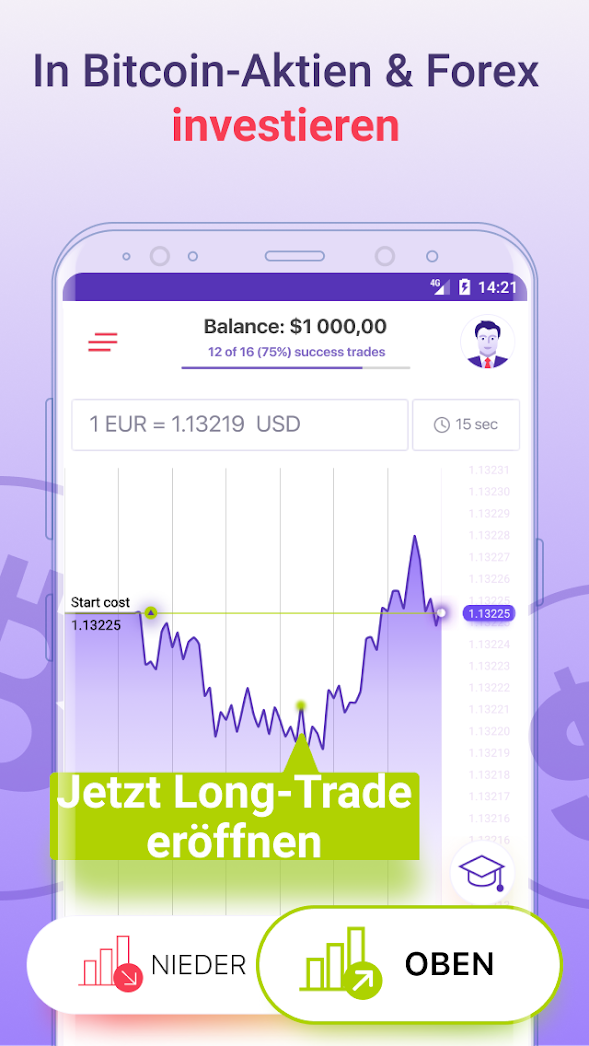 In Bitcoin-Aktien & Forex
investieren
4G 14:21
Balance: $1 000,00
12 of 16 (75%) success trades
1 EUR = 1.13219 USD
15 sec
1.13231
1.13230
1.13229
1.13228
1.13227
1.13226
Start cost
1.13225
1.13225
1.13225
1.13224
1.13223
1.13222
1.13221
1.13220
1.13219
1.13218
1.13217
1.13216
Jetzt Long-Trade
eröffnen
NIEDER
OBEN